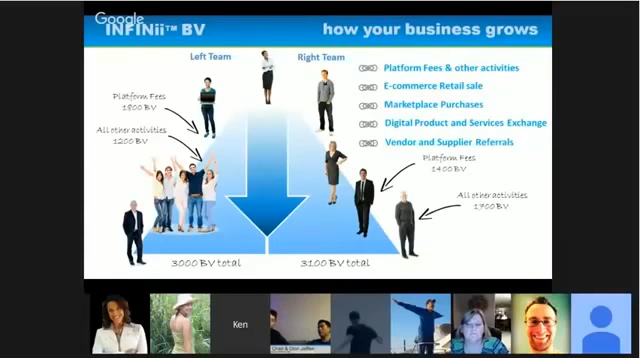 Google
INFINii™ BV
how your business grows
Left Team
Right Team
Platform Fees & other activities
E-commerce Retail sale
Marketplace Purchases
Digital Product and Services Exchange
Vendor and Supplier Referrals
Platform Fees
1800 BV
All other activities
1200 BV
Platform Fees
1400 BV
All other activities
1700 BV
3000 BV total
3100 BV total
Ken